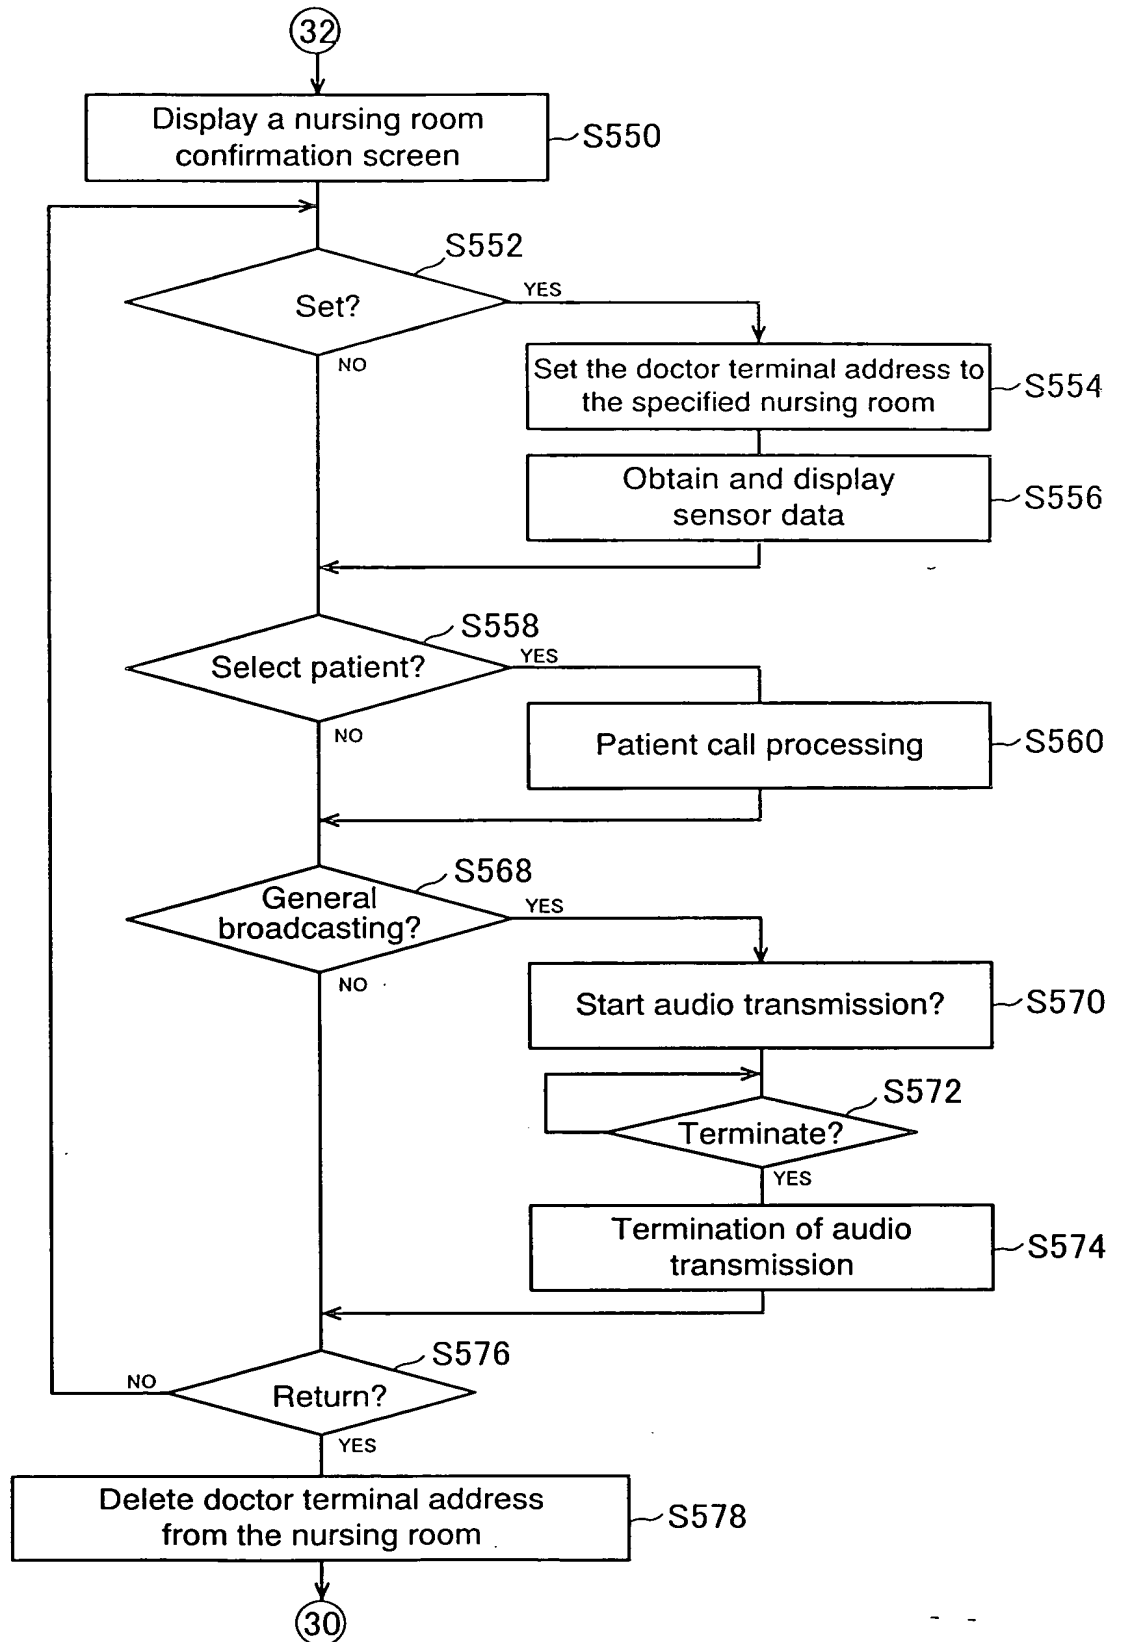 32
Display a nursing room
confirmation screen
S550
S552
Set?
YES
NO
Set the doctor terminal address to
the specified nursing room
S554
Obtain and display
sensor data
S556
S558
Select patient?
YES
NO
Patient call processing
S560
S568
General
broadcasting?
YES
NO
Start audio transmission?
S570
S572
Terminate?
YES
Termination of audio
transmission
S574
S576
NO
Return?
YES
Delete doctor terminal address
from the nursing room
S578
30